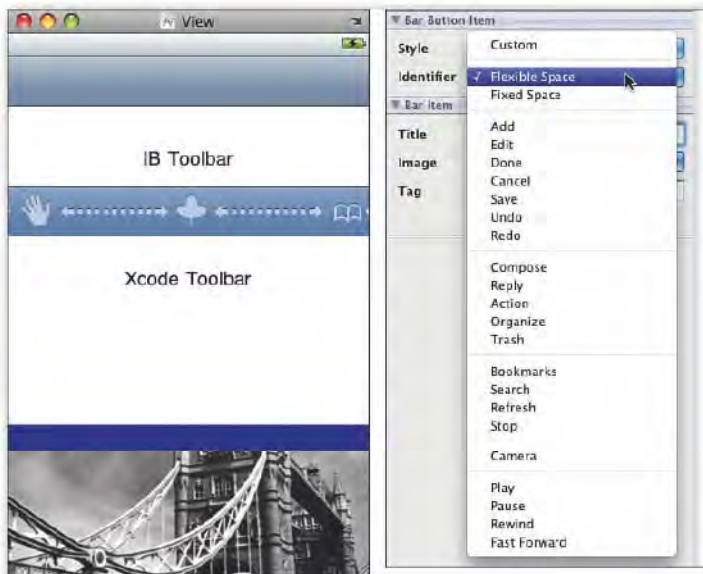 View
IB Toolbar
Xcode Toolbar
Bar Button Item
Style
Identifier
Custom
✓ Flexible Space
Fixed Space
Bar Item
Title
Image
Tag
Add
Edit
Done
Cancel
Save
Undo
Redo
Compose
Reply
Action
Organize
Trash
Bookmarks
Search
Refresh
Stop
Camera
Play
Pause
Rewind
Fast Forward